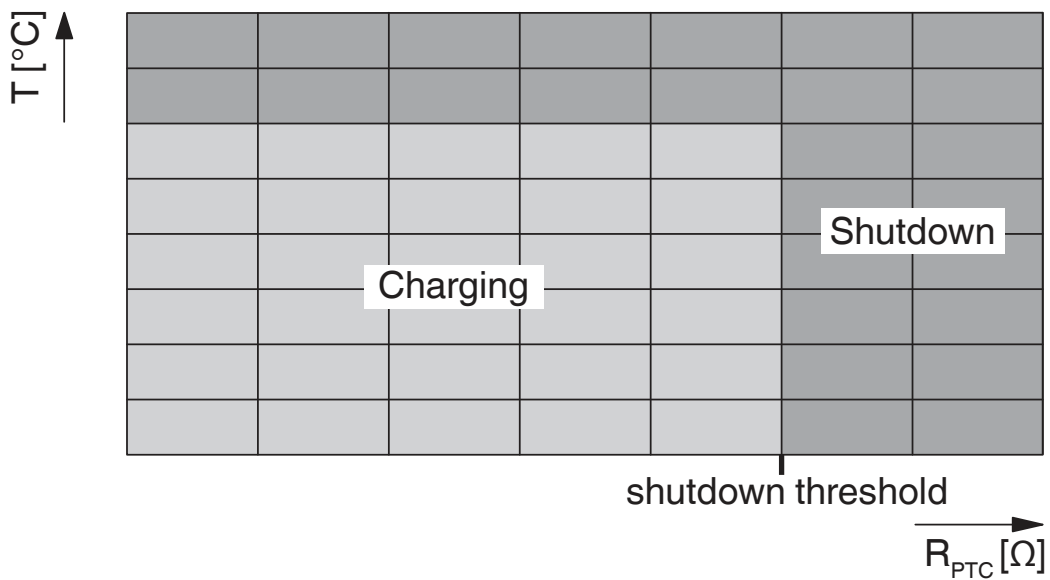 T [°C]
Shutdown
Charging
shutdown threshold
R_PTC [Ω]